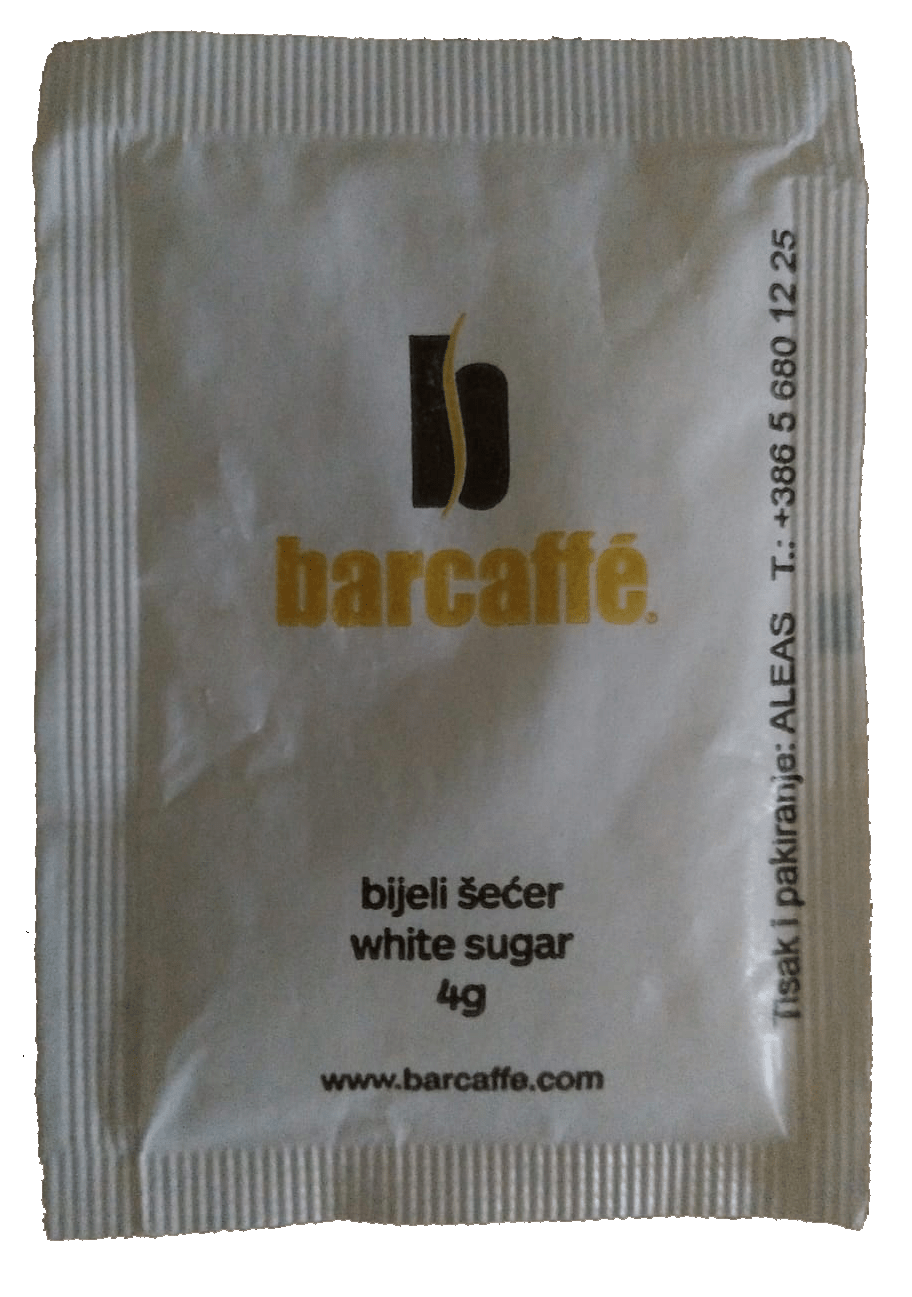 b
barcaffé®
bijeli šećer
white sugar
4g
www.barcaffe.com
Tisak i pakiranje: ALEAS T.: +386 5 680 12 25